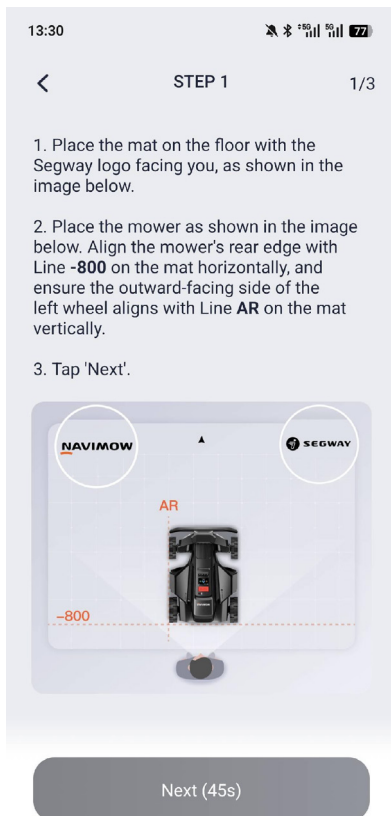 13:30
5G 5G 77
STEP 1
1/3
1. Place the mat on the floor with the
Segway logo facing you, as shown in the
image below.
2. Place the mower as shown in the image
below. Align the mower's rear edge with
Line -800 on the mat horizontally, and
ensure the outward-facing side of the
left wheel aligns with Line AR on the mat
vertically.
3. Tap 'Next'.
NAVIMOW
SEGWAY
AR
-800
Next (45s)